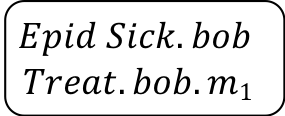 Epid Sick. bob
Treat. bob. m₁